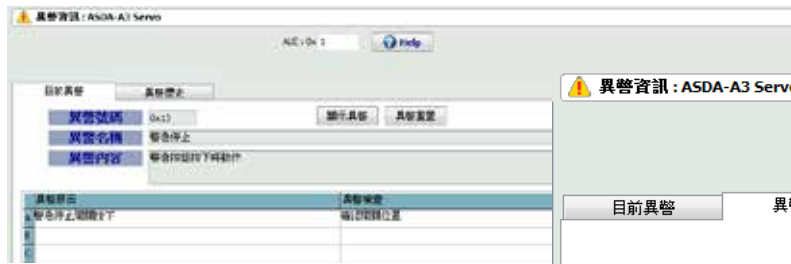 異警資訊 : ASDA-A3 Servo
ALE : 0x 1
Help
目前異警
異警歷史
異警號碼
0x13
顯示異警
異警重置
異警名稱
緊急停止
異警內容
緊急按鈕按下時動作
異警原因
異警檢查
A
緊急停止開關按下
確認開關位置
B
C
異警資訊 : ASDA-A3 Serv
目前異警